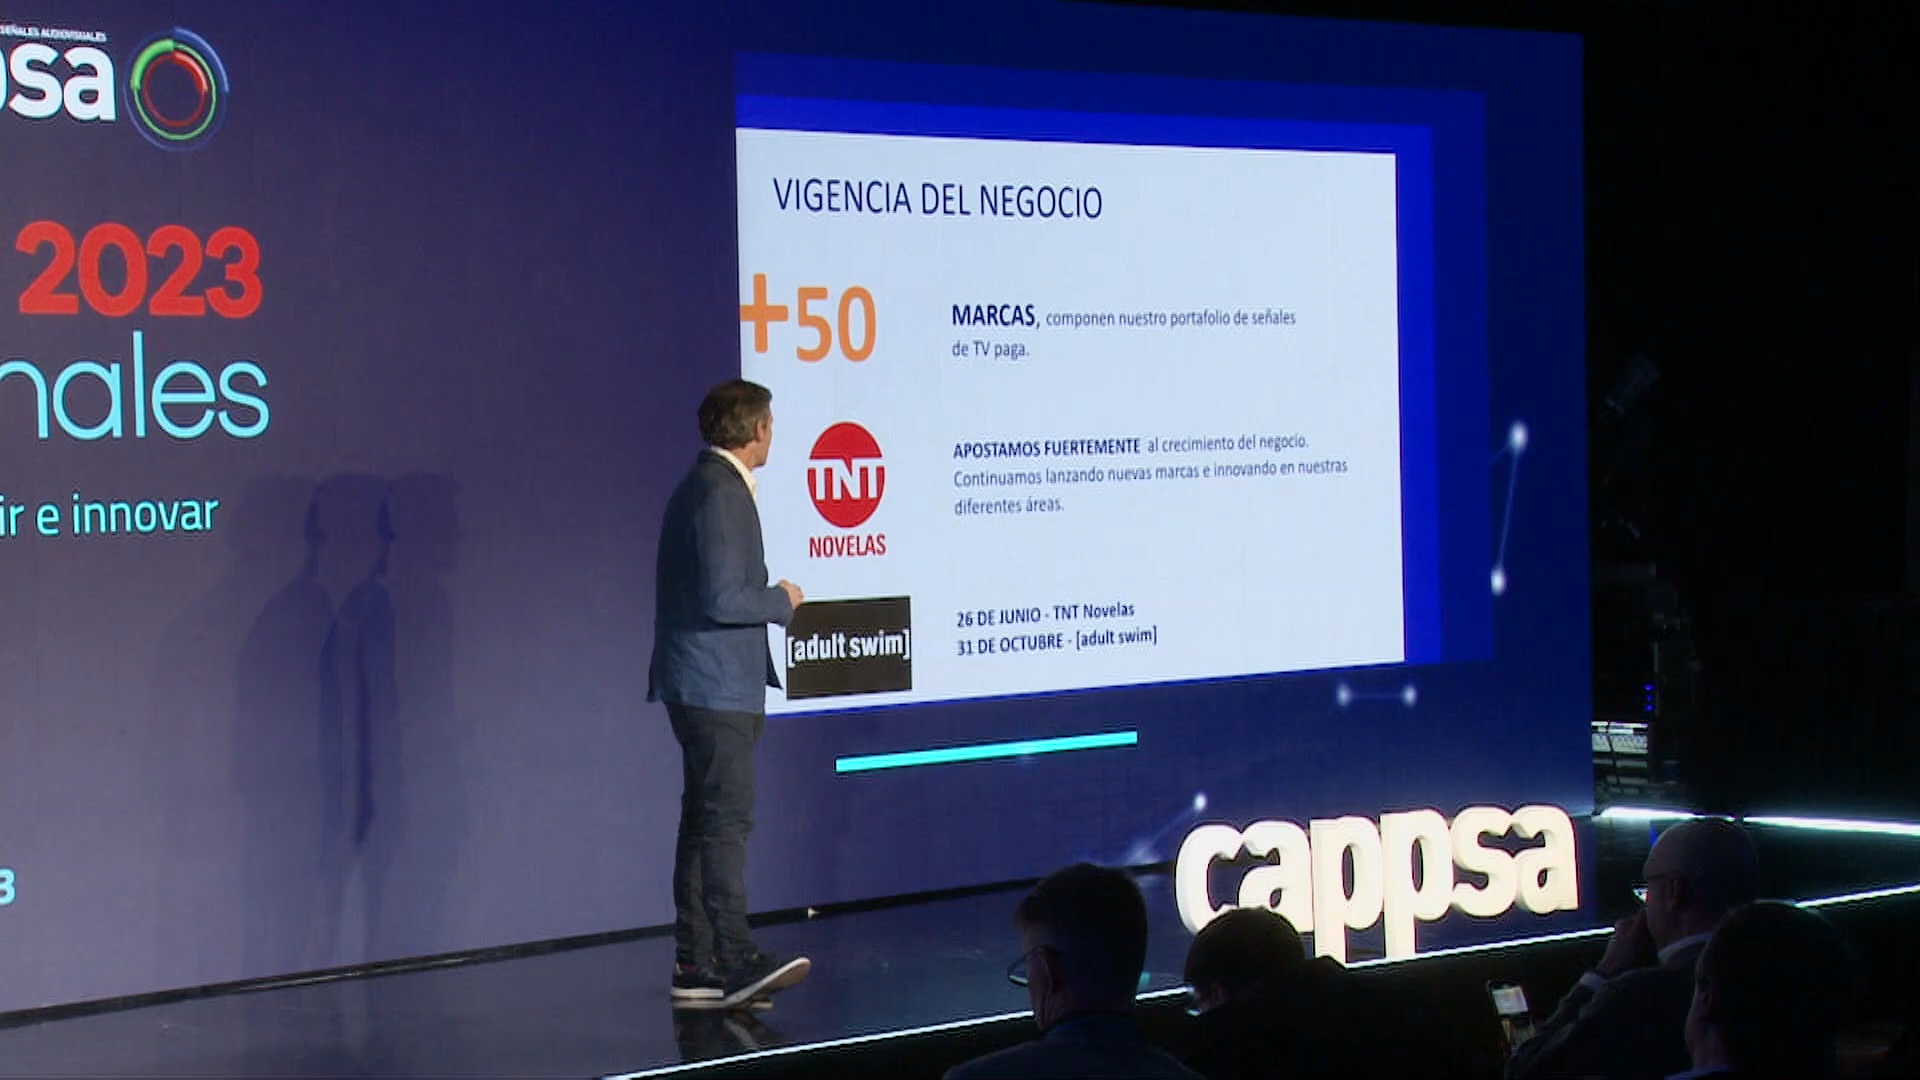 SEÑALES AUDIOVISUALES
psa
2023
nales
ir e innovar
3
VIGENCIA DEL NEGOCIO
+50
MARCAS, componen nuestro portafolio de señales
de TV paga.
TNT
NOVELAS
APOSTAMOS FUERTEMENTE al crecimiento del negocio.
Continuamos lanzando nuevas marcas e innovando en nuestras
diferentes áreas.
[adult swim]
26 DE JUNIO - TNT Novelas
31 DE OCTUBRE - [adult swim]
cappsa